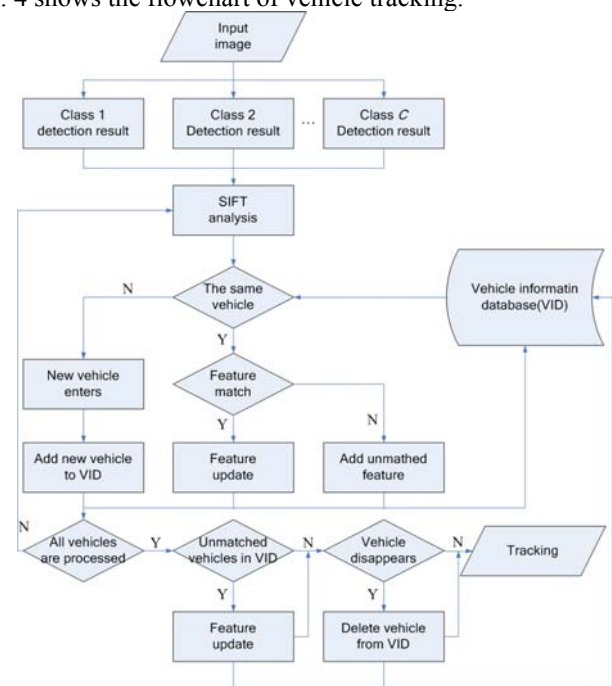 . 4 shows the flowchart of vehicle tracking.
Input
image
Class 1
detection result
Class 2
Detection result
...
Class C
Detection result
SIFT
analysis
The same
vehicle
N
Y
Vehicle informatin
database(VID)
New vehicle
enters
Feature
match
Y
N
Add new vehicle
to VID
Feature
update
Add unmathed
feature
N
All vehicles
are processed
Y
Unmatched
vehicles in VID
N
Vehicle
disappears
N
Tracking
Y
Y
Feature
update
Delete vehicle
from VID